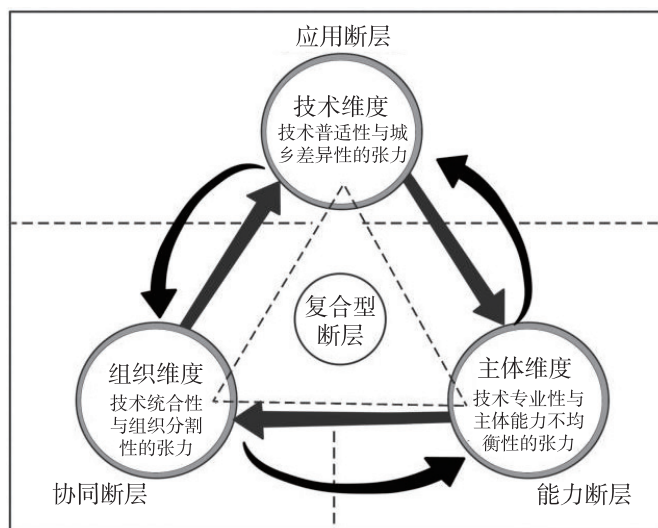 应用断层
技术维度
技术普适性与城
乡差异性的张力
复合型
断层
组织维度
技术统合性
与组织分割
性的张力
协同断层
主体维度
技术专业性与
主体能力不均
衡性的张力
能力断层